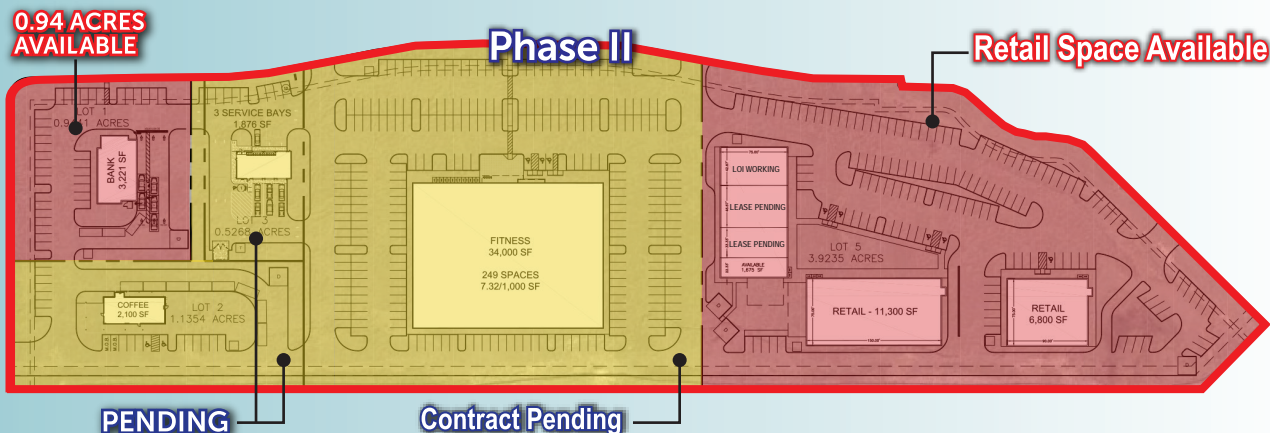 0.94 ACRES
AVAILABLE
Phase II
Retail Space Available
LOT 1
ACRES
BANK
3,221 SF
3 SERVICE BAYS
1,876 SF
0.5268 ACRES
COFFEE
2,100 SF
LOT 2
1.1354 ACRES
FITNESS
34,000 SF
249 SPACES
7.32/1,000 SF
LOI WORKING
LEASE PENDING
LEASE PENDING
AVAILABLE
1,675 SF
LOT 5
3.9235 ACRES
RETAIL - 11,300 SF
RETAIL
6,800 SF
PENDING
Contract Pending